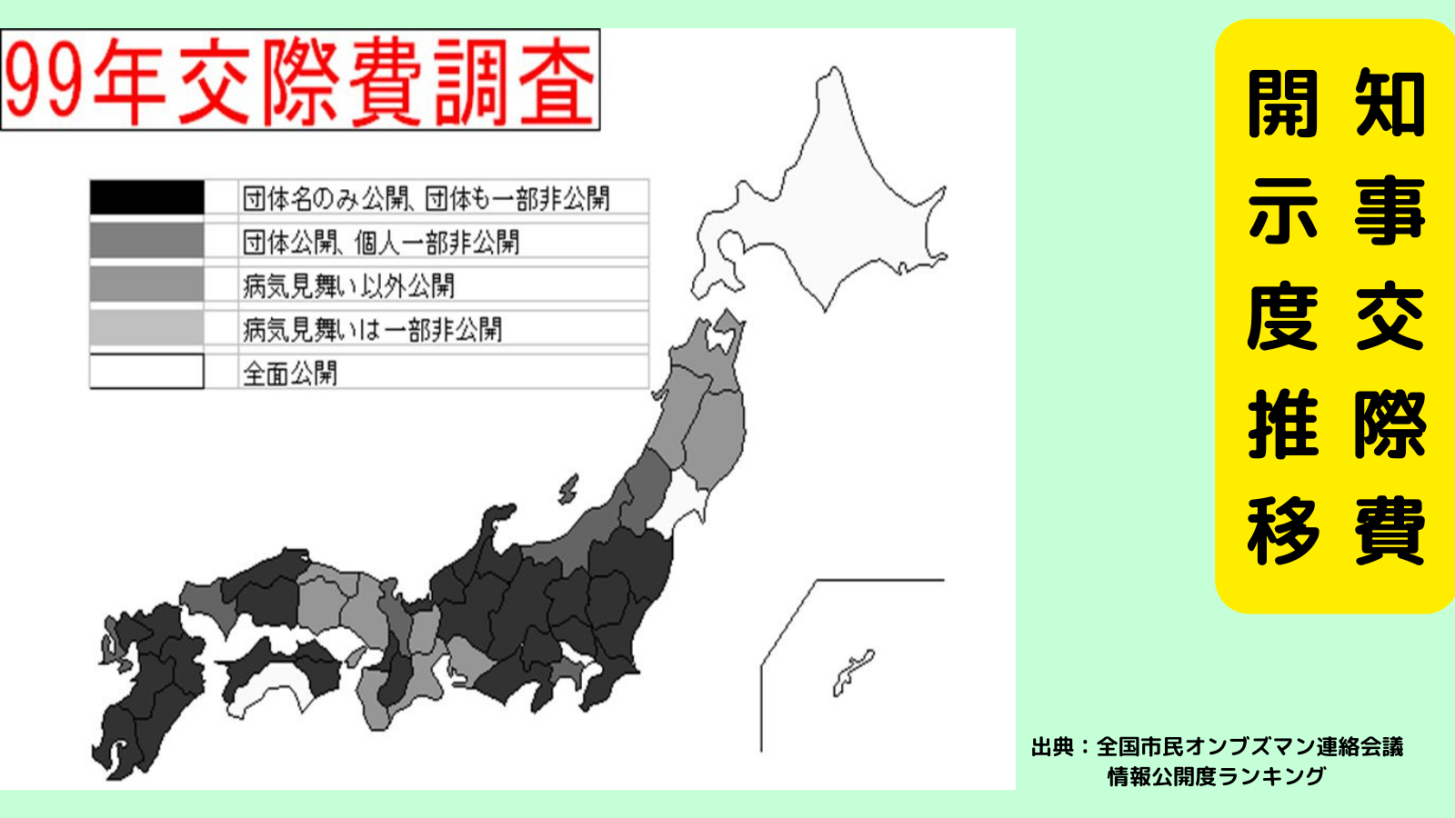 99年交際費調査
団体名のみ公開、団体も一部非公開
団体公開、個人一部非公開
病気見舞い以外公開
病気見舞いは一部非公開
全面公開
知事交際費
開示度推移
出典：全国市民オンブズマン連絡会議
情報公開度ランキング